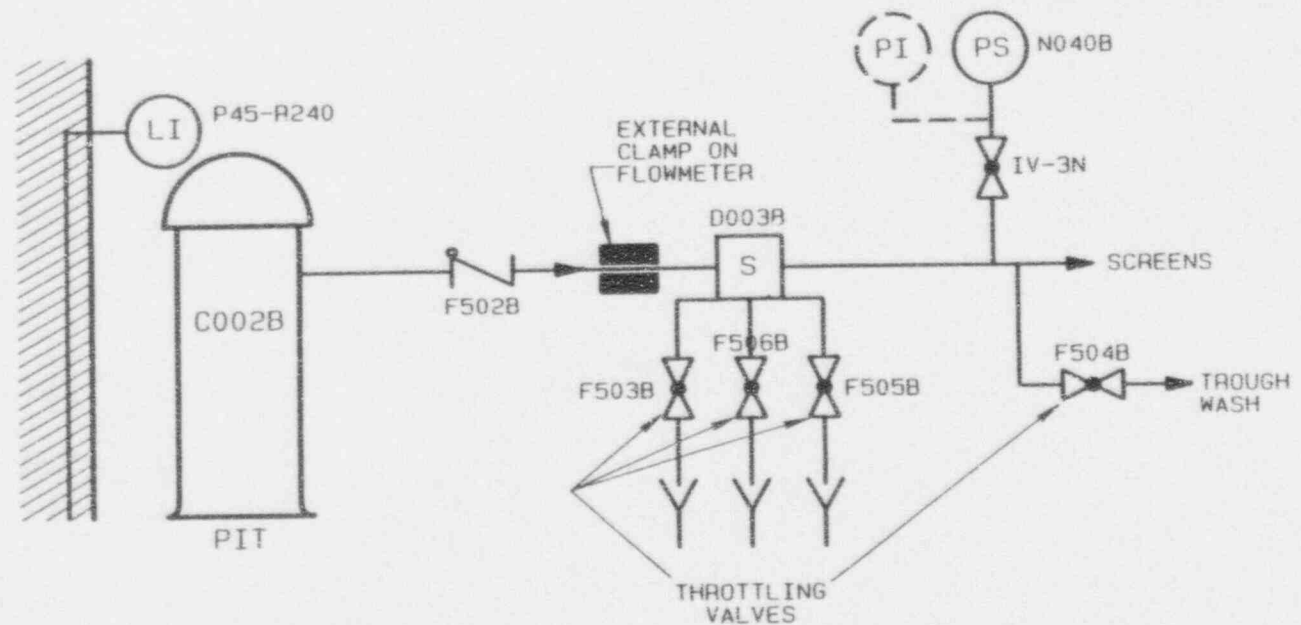 PI
PS
N040B
LI
P45-R240
EXTERNAL
CLAMP ON
FLOWMETER
IV-3N
D003B
S
SCREENS
C002B
F502B
F506B
F504B
F503B
F505B
TROUGH
WASH
PIT
THROTTLING
VALVES